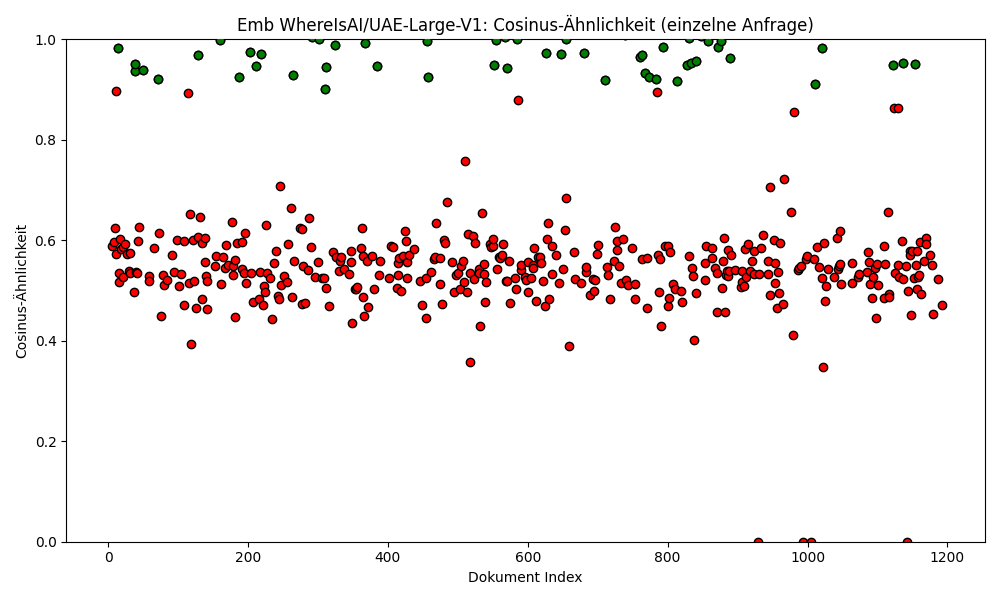 Emb WhereIsAI/UAE-Large-V1: Cosinus-Ähnlichkeit (einzelne Anfrage)
1.0
0.8
0.6
0.4
0.2
0.0
Cosinus-Ähnlichkeit
0 200 400 600 800 1000 1200
Dokument Index